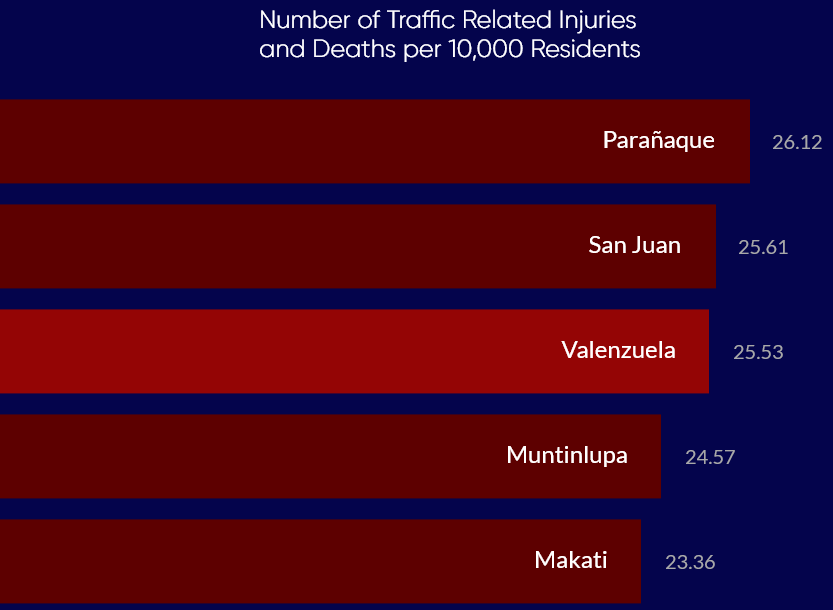 Number of Traffic Related Injuries
and Deaths per 10,000 Residents
Parañaque 26.12
San Juan 25.61
Valenzuela 25.53
Muntinlupa 24.57
Makati 23.36